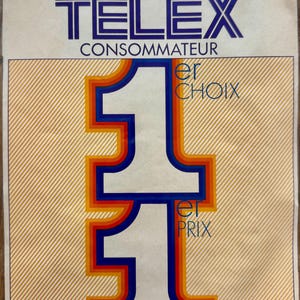 TELEX
CONSOMMATEUR
1er
CHOIX
1er
PRIX